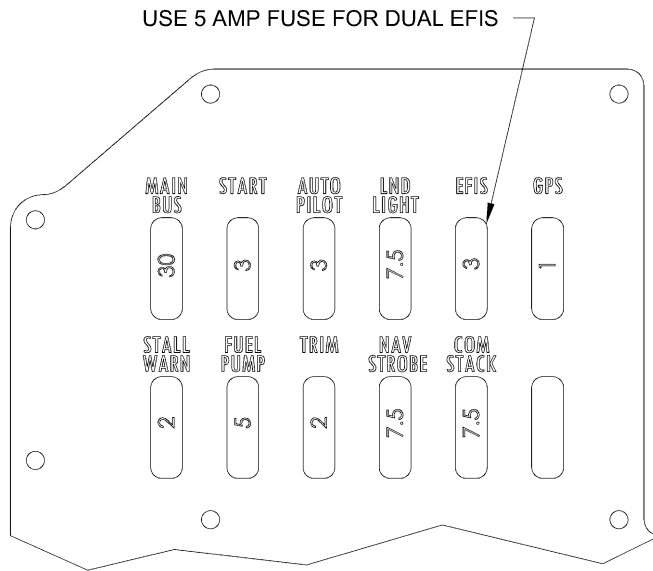 USE 5 AMP FUSE FOR DUAL EFIS
MAIN BUS
START
AUTO PILOT
LND LIGHT
EFIS
GPS
30
3
3
7.5
3
1
STALL WARN
FUEL PUMP
TRIM
NAV STROBE
COM STACK
2
5
2
7.5
7.5